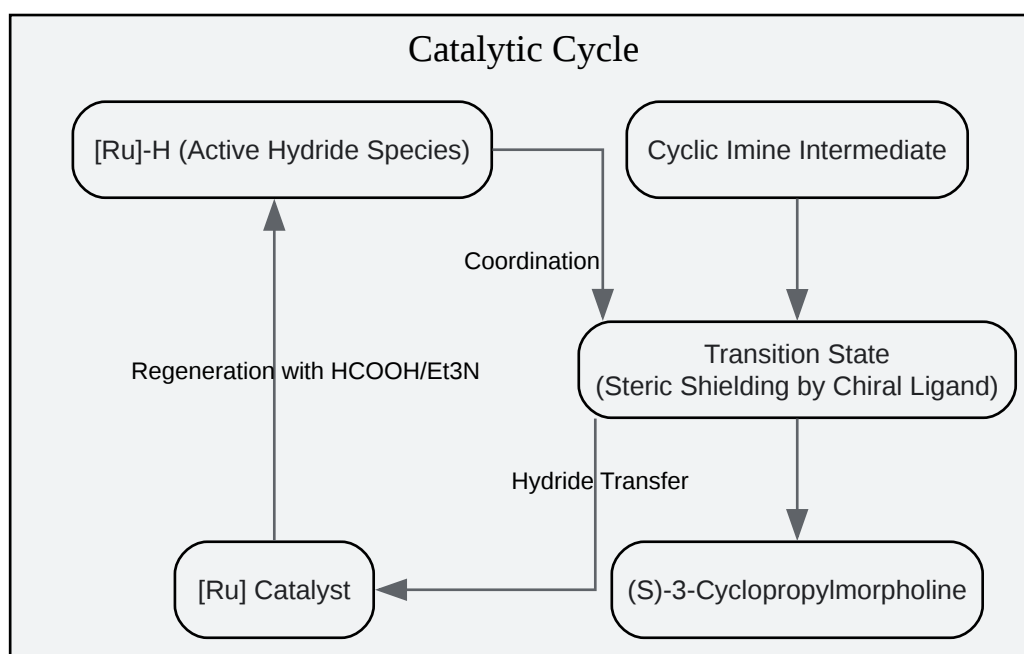 Catalytic Cycle
[Ru]-H (Active Hydride Species)
Cyclic Imine Intermediate
Coordination
Transition State
(Steric Shielding by Chiral Ligand)
Regeneration with HCOOH/Et3N
Hydride Transfer
[Ru] Catalyst
(S)-3-Cyclopropylmorpholine